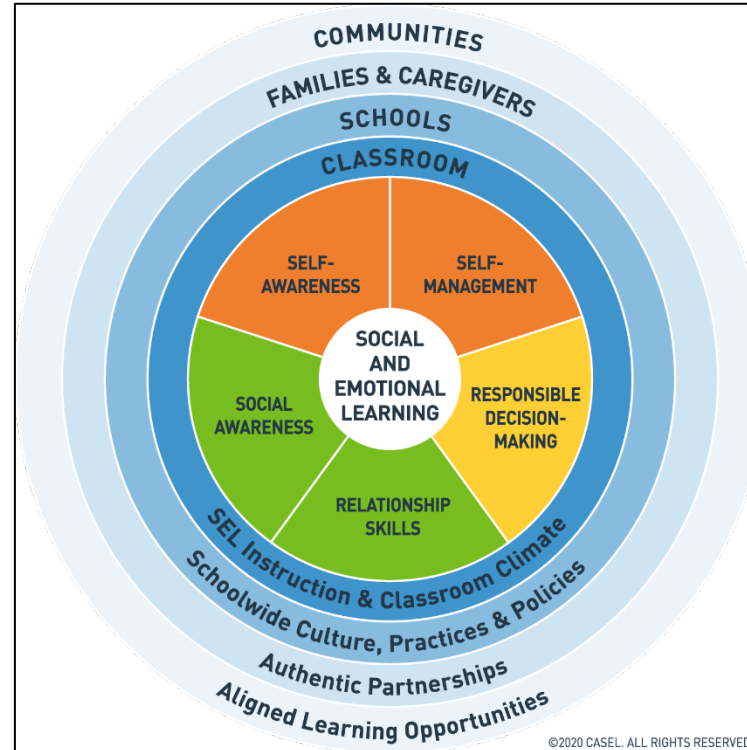 COMMUNITIES
FAMILIES & CAREGIVERS
SCHOOLS
CLASSROOM
SELF-
AWARENESS
SELF-
MANAGEMENT
SOCIAL
AND
EMOTIONAL
LEARNING
SOCIAL
AWARENESS
RESPONSIBLE
DECISION-
MAKING
RELATIONSHIP
SKILLS
SEL Instruction & Classroom Climate
Schoolwide Culture, Practices & Policies
Authentic Partnerships
Aligned Learning Opportunities
©2020 CASEL. ALL RIGHTS RESERVED